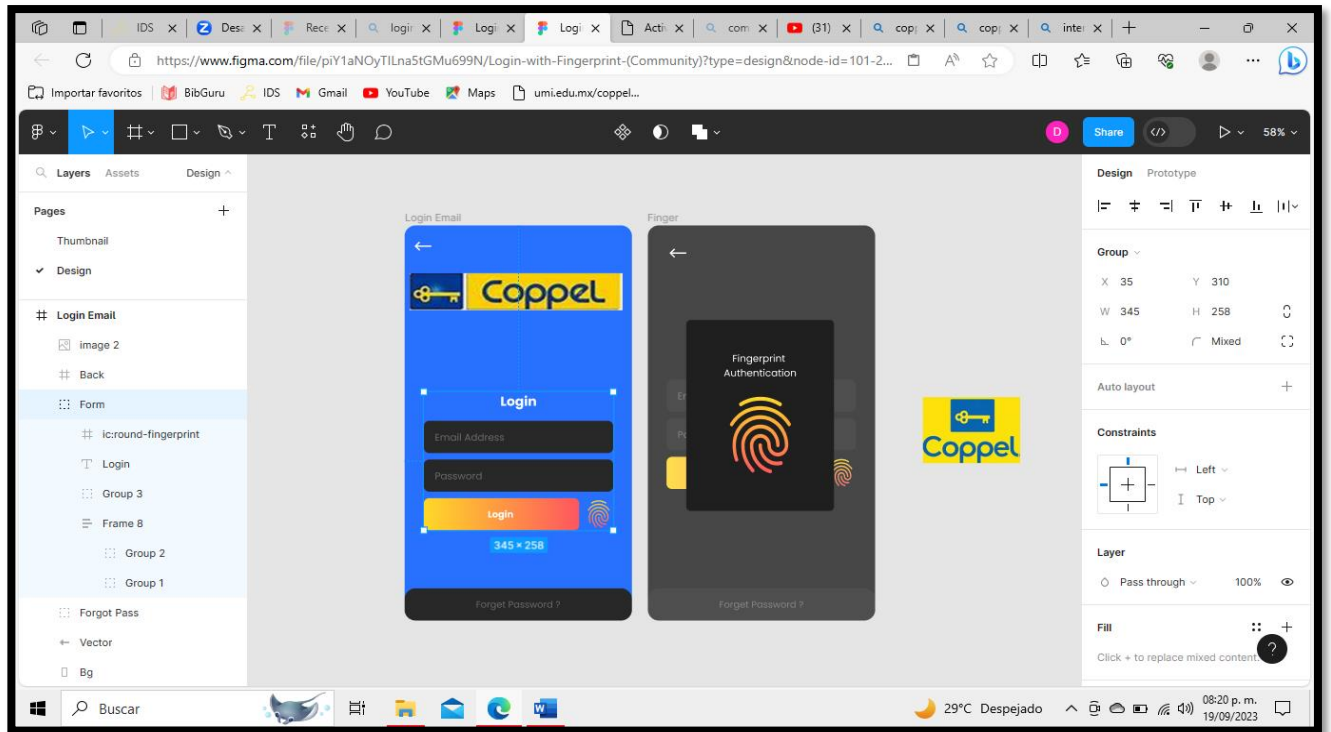 IDS
Desa
Rece
login
Logi
Logi
Acti
com
(31)
copp
copp
inter
https://www.figma.com/file/piY1aNOyTILna5tGMu699N/Login-with-Fingerprint-(Community)?type=design&node-id=101-2...
Importar favoritos
BibGuru
IDS
Gmail
YouTube
Maps
umi.edu.mx/coppel...
D
Share
58%
Layers Assets Design
Pages
Thumbnail
Design
Login Email
image 2
Back
Form
ic:round-fingerprint
Login
Group 3
Frame 8
Group 2
Group 1
Forgot Pass
Vector
Bg
Login Email
Coppel
Login
Email Address
Password
Login
345 × 258
Forget Password ?
Finger
Fingerprint
Authentication
Forget Password ?
Coppel
Design Prototype
Group
X 35 Y 310
W 345 H 258
0° Mixed
Auto layout
Constraints
Left
Top
Layer
Pass through 100%
Fill
Click + to replace mixed content.
?
Buscar
29°C Despejado
08:20 p. m.
19/09/2023